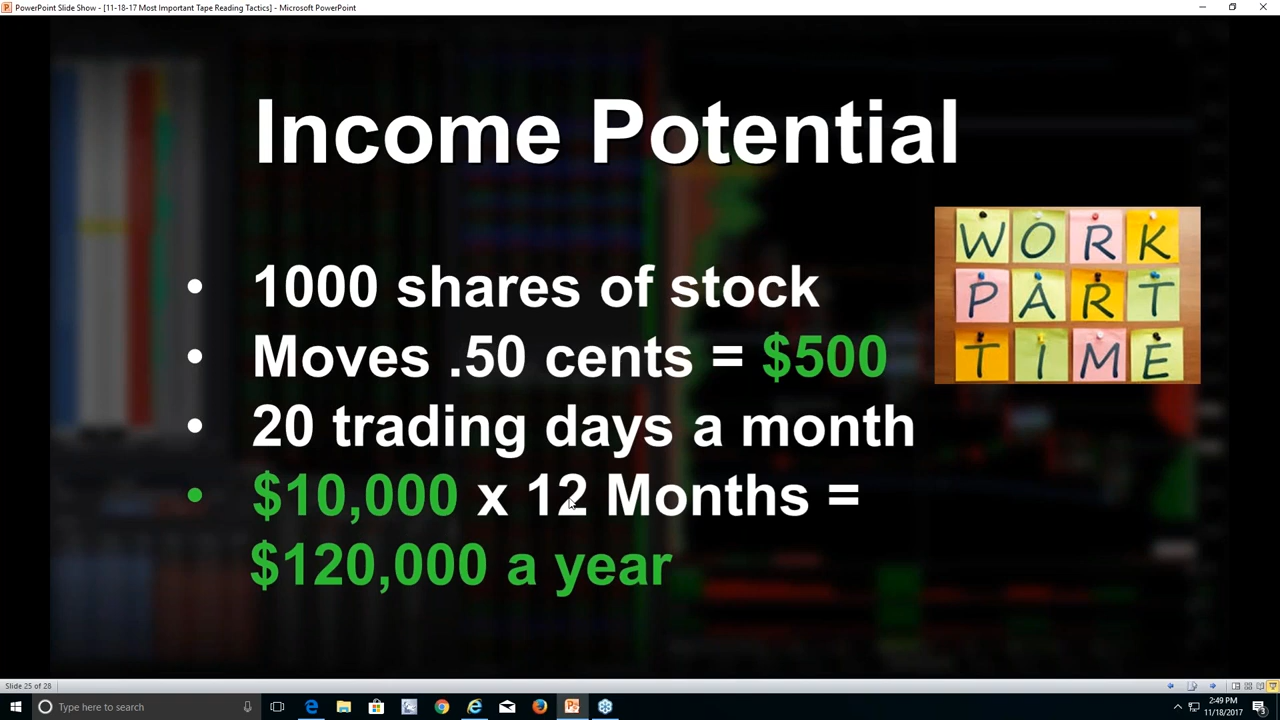 PowerPoint Slide Show - [11-18-17 Most Important Tape Reading Tactics] - Microsoft PowerPoint
Income Potential
WORK
PART
TIME
• 1000 shares of stock
• Moves .50 cents = $500
• 20 trading days a month
• $10,000 x 12 Months =
$120,000 a year
Slide 25 of 28
Type here to search
2:49 PM
11/18/2017